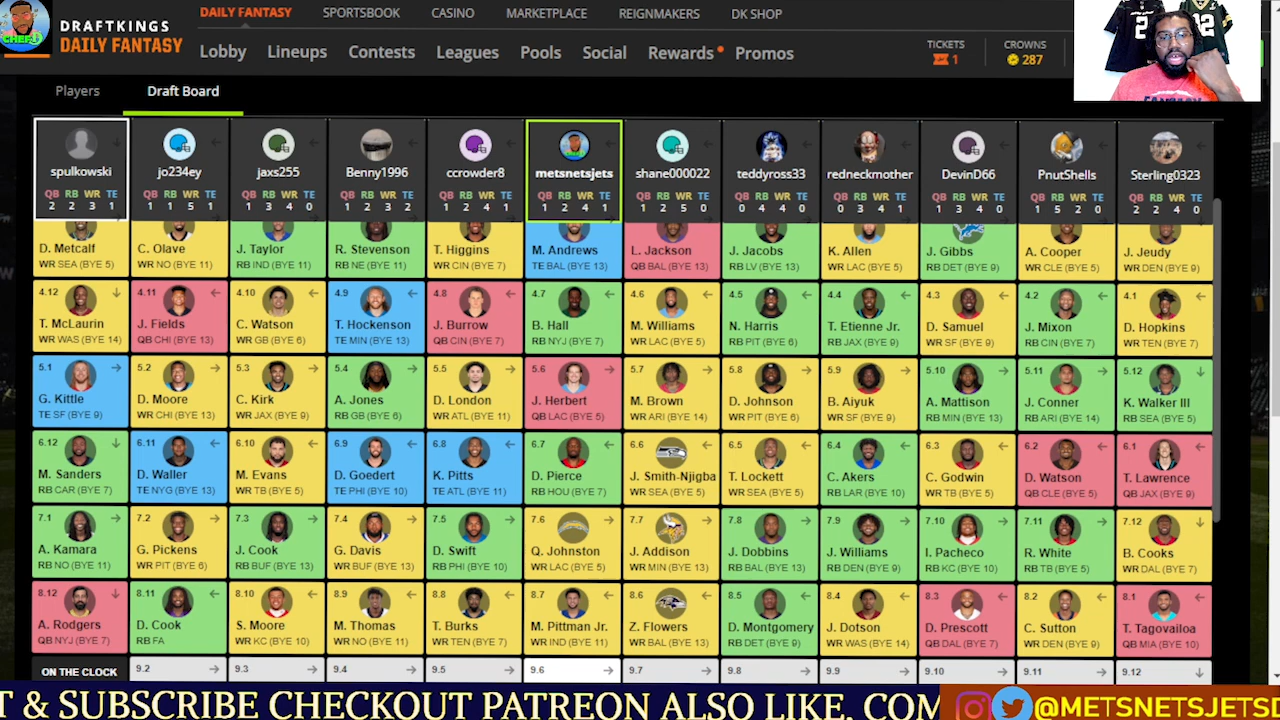 DRAFTKINGS
DAILY FANTASY
CHEF
DAILY FANTASY SPORTSBOOK CASINO MARKETPLACE REIGNMAKERS DK SHOP
Lobby Lineups Contests Leagues Pools Social Rewards Promos
TICKETS CROWNS
1 287
Players Draft Board
spulkowski jo234ey jaxs255 Benny1996 ccrowder8 metsnetsjets shane000022 teddyross33 redneckmother DevinD66 PnutShells Sterling0323
QB RB WR TE QB RB WR TE QB RB WR TE QB RB WR TE QB RB WR TE QB RB WR TE QB RB WR TE QB RB WR TE QB RB WR TE QB RB WR TE QB RB WR TE QB RB WR TE
2 2 3 1 1 1 5 1 1 3 4 0 1 2 3 2 1 2 4 1 1 2 4 1 1 2 5 0 0 4 4 0 0 3 4 1 1 3 4 0 1 5 2 0 2 2 4 0
D. Metcalf C. Olave J. Taylor R. Stevenson T. Higgins M. Andrews L. Jackson J. Jacobs K. Allen J. Gibbs A. Cooper J. Jeudy
WR SEA (BYE 5) WR NO (BYE 11) RB IND (BYE 11) RB NE (BYE 11) WR CIN (BYE 7) TE BAL (BYE 13) QB BAL (BYE 13) RB LV (BYE 13) WR LAC (BYE 5) RB DET (BYE 9) WR CLE (BYE 5) WR DEN (BYE 9)
4.12 4.11 4.10 4.9 4.8 4.7 4.6 4.5 4.4 4.3 4.2 4.1
T. McLaurin J. Fields C. Watson T. Hockenson J. Burrow B. Hall M. Williams N. Harris T. Etienne Jr. D. Samuel J. Mixon D. Hopkins
WR WAS (BYE 14) QB CHI (BYE 13) WR GB (BYE 6) TE MIN (BYE 13) QB CIN (BYE 7) RB NYJ (BYE 7) WR LAC (BYE 5) RB PIT (BYE 6) RB JAX (BYE 9) WR SF (BYE 9) RB CIN (BYE 7) WR TEN (BYE 7)
5.1 5.2 5.3 5.4 5.5 5.6 5.7 5.8 5.9 5.10 5.11 5.12
G. Kittle D. Moore C. Kirk A. Jones D. London J. Herbert M. Brown D. Johnson B. Aiyuk A. Mattison J. Conner K. Walker III
TE SF (BYE 9) WR CHI (BYE 13) WR JAX (BYE 9) RB GB (BYE 6) WR ATL (BYE 11) QB LAC (BYE 5) WR ARI (BYE 14) WR PIT (BYE 6) WR SF (BYE 9) RB MIN (BYE 13) RB ARI (BYE 14) RB SEA (BYE 5)
6.12 6.11 6.10 6.9 6.8 6.7 6.6 6.5 6.4 6.3 6.2 6.1
M. Sanders D. Waller M. Evans D. Goedert K. Pitts D. Pierce J. Smith-Njigba T. Lockett C. Akers C. Godwin D. Watson T. Lawrence
RB CAR (BYE 7) TE NYG (BYE 13) WR TB (BYE 5) TE PHI (BYE 10) TE ATL (BYE 11) RB HOU (BYE 7) WR SEA (BYE 5) WR SEA (BYE 5) RB LAR (BYE 10) WR TB (BYE 5) QB CLE (BYE 5) QB JAX (BYE 9)
7.1 7.2 7.3 7.4 7.5 7.6 7.7 7.8 7.9 7.10 7.11 7.12
A. Kamara G. Pickens J. Cook G. Davis D. Swift Q. Johnston J. Addison J. Dobbins J. Williams I. Pacheco R. White B. Cooks
RB NO (BYE 11) WR PIT (BYE 6) RB BUF (BYE 13) WR BUF (BYE 13) RB PHI (BYE 10) WR LAC (BYE 5) WR MIN (BYE 13) RB BAL (BYE 13) RB DEN (BYE 9) RB KC (BYE 10) RB TB (BYE 5) WR DAL (BYE 7)
8.12 8.11 8.10 8.9 8.8 8.7 8.6 8.5 8.4 8.3 8.2 8.1
A. Rodgers D. Cook S. Moore M. Thomas T. Burks M. Pittman Jr. Z. Flowers D. Montgomery J. Dotson D. Prescott C. Sutton T. Tagovailoa
QB NYJ (BYE 7) RB FA WR KC (BYE 10) WR NO (BYE 11) WR TEN (BYE 7) WR IND (BYE 11) WR BAL (BYE 13) RB DET (BYE 9) WR WAS (BYE 14) QB DAL (BYE 7) WR DEN (BYE 9) QB MIA (BYE 10)
ON THE CLOCK 9.2 9.3 9.4 9.5 9.6 9.7 9.8 9.9 9.10 9.11 9.12
T & SUBSCRIBE CHECKOUT PATREON ALSO LIKE, COM @METSNETSJETS